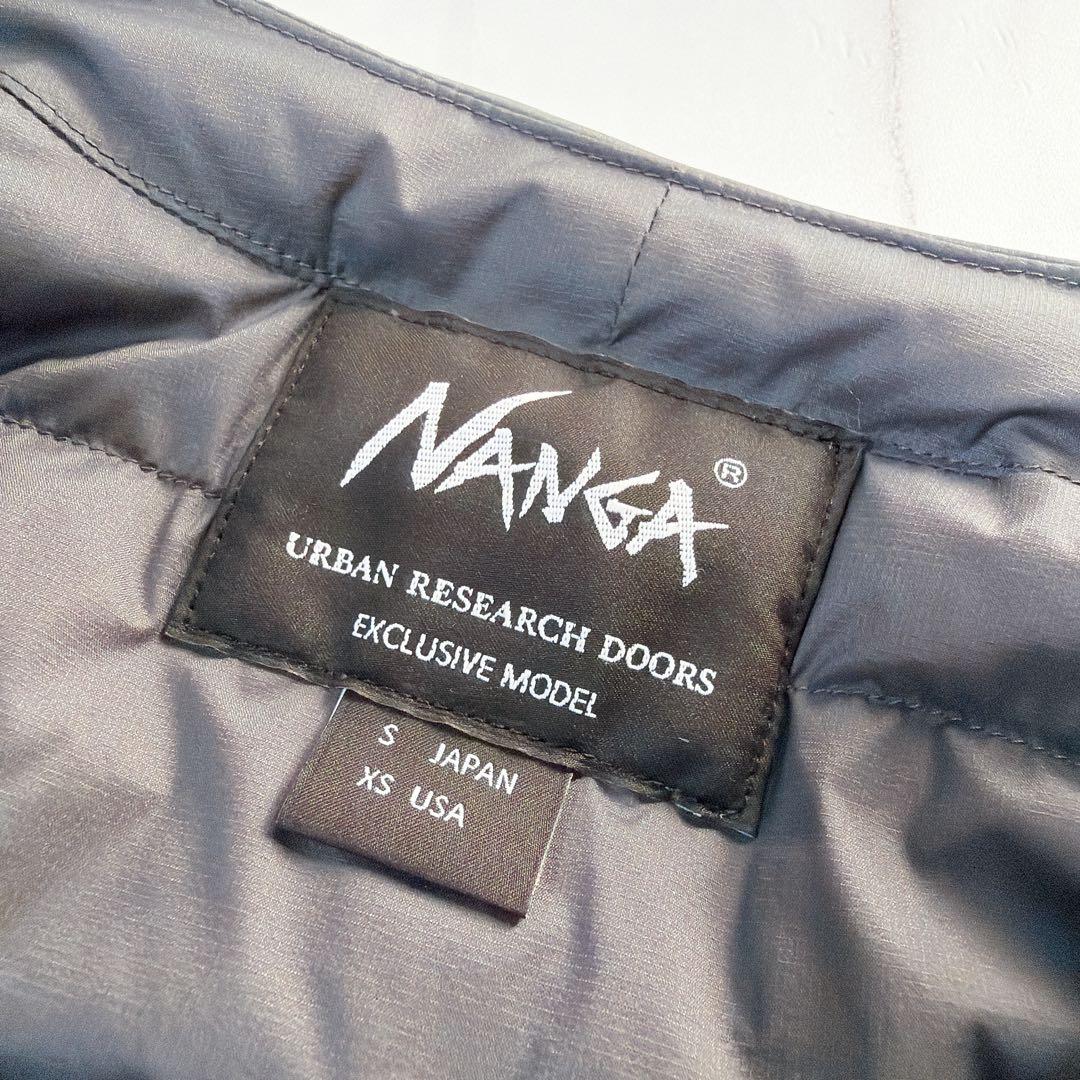 NANGA®
URBAN RESEARCH DOORS
EXCLUSIVE MODEL
S JAPAN
XS USA